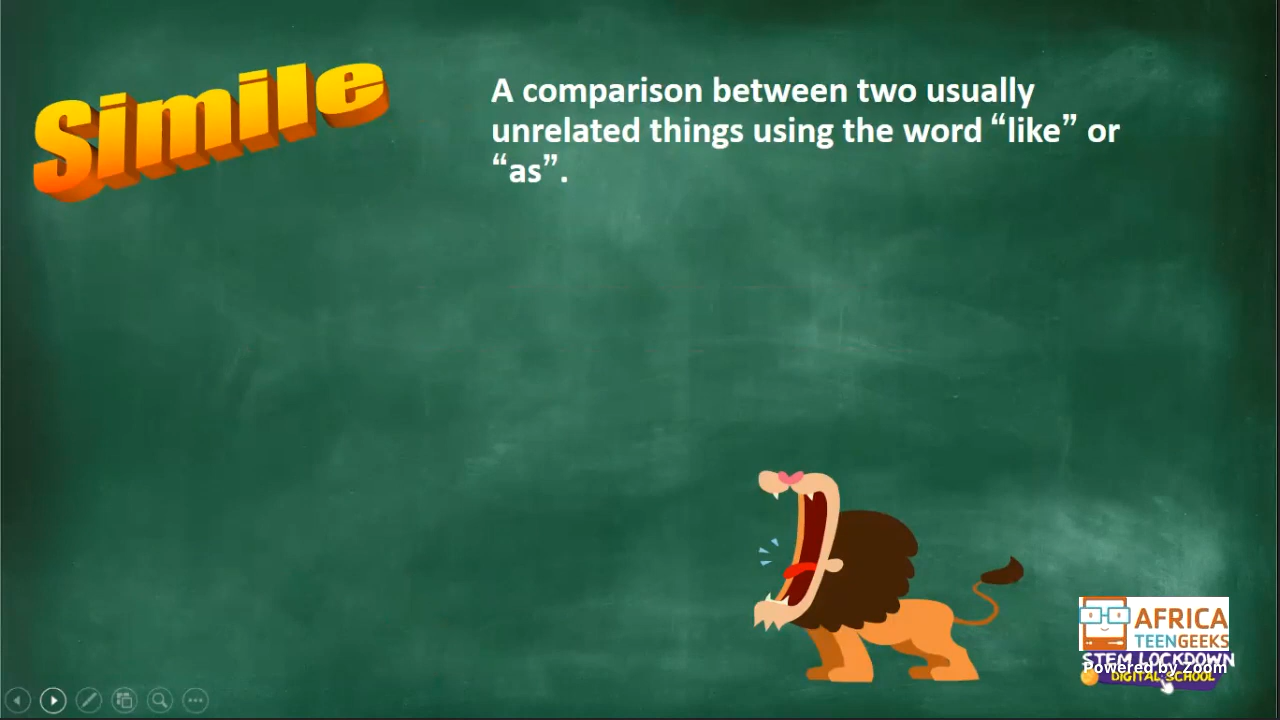 Simile
A comparison between two usually
unrelated things using the word “like” or
“as”.
AFRICA
TEENGEEKS
STEM LOCKDOWN
Powered by Zoom
DIGITAL SCHOOL